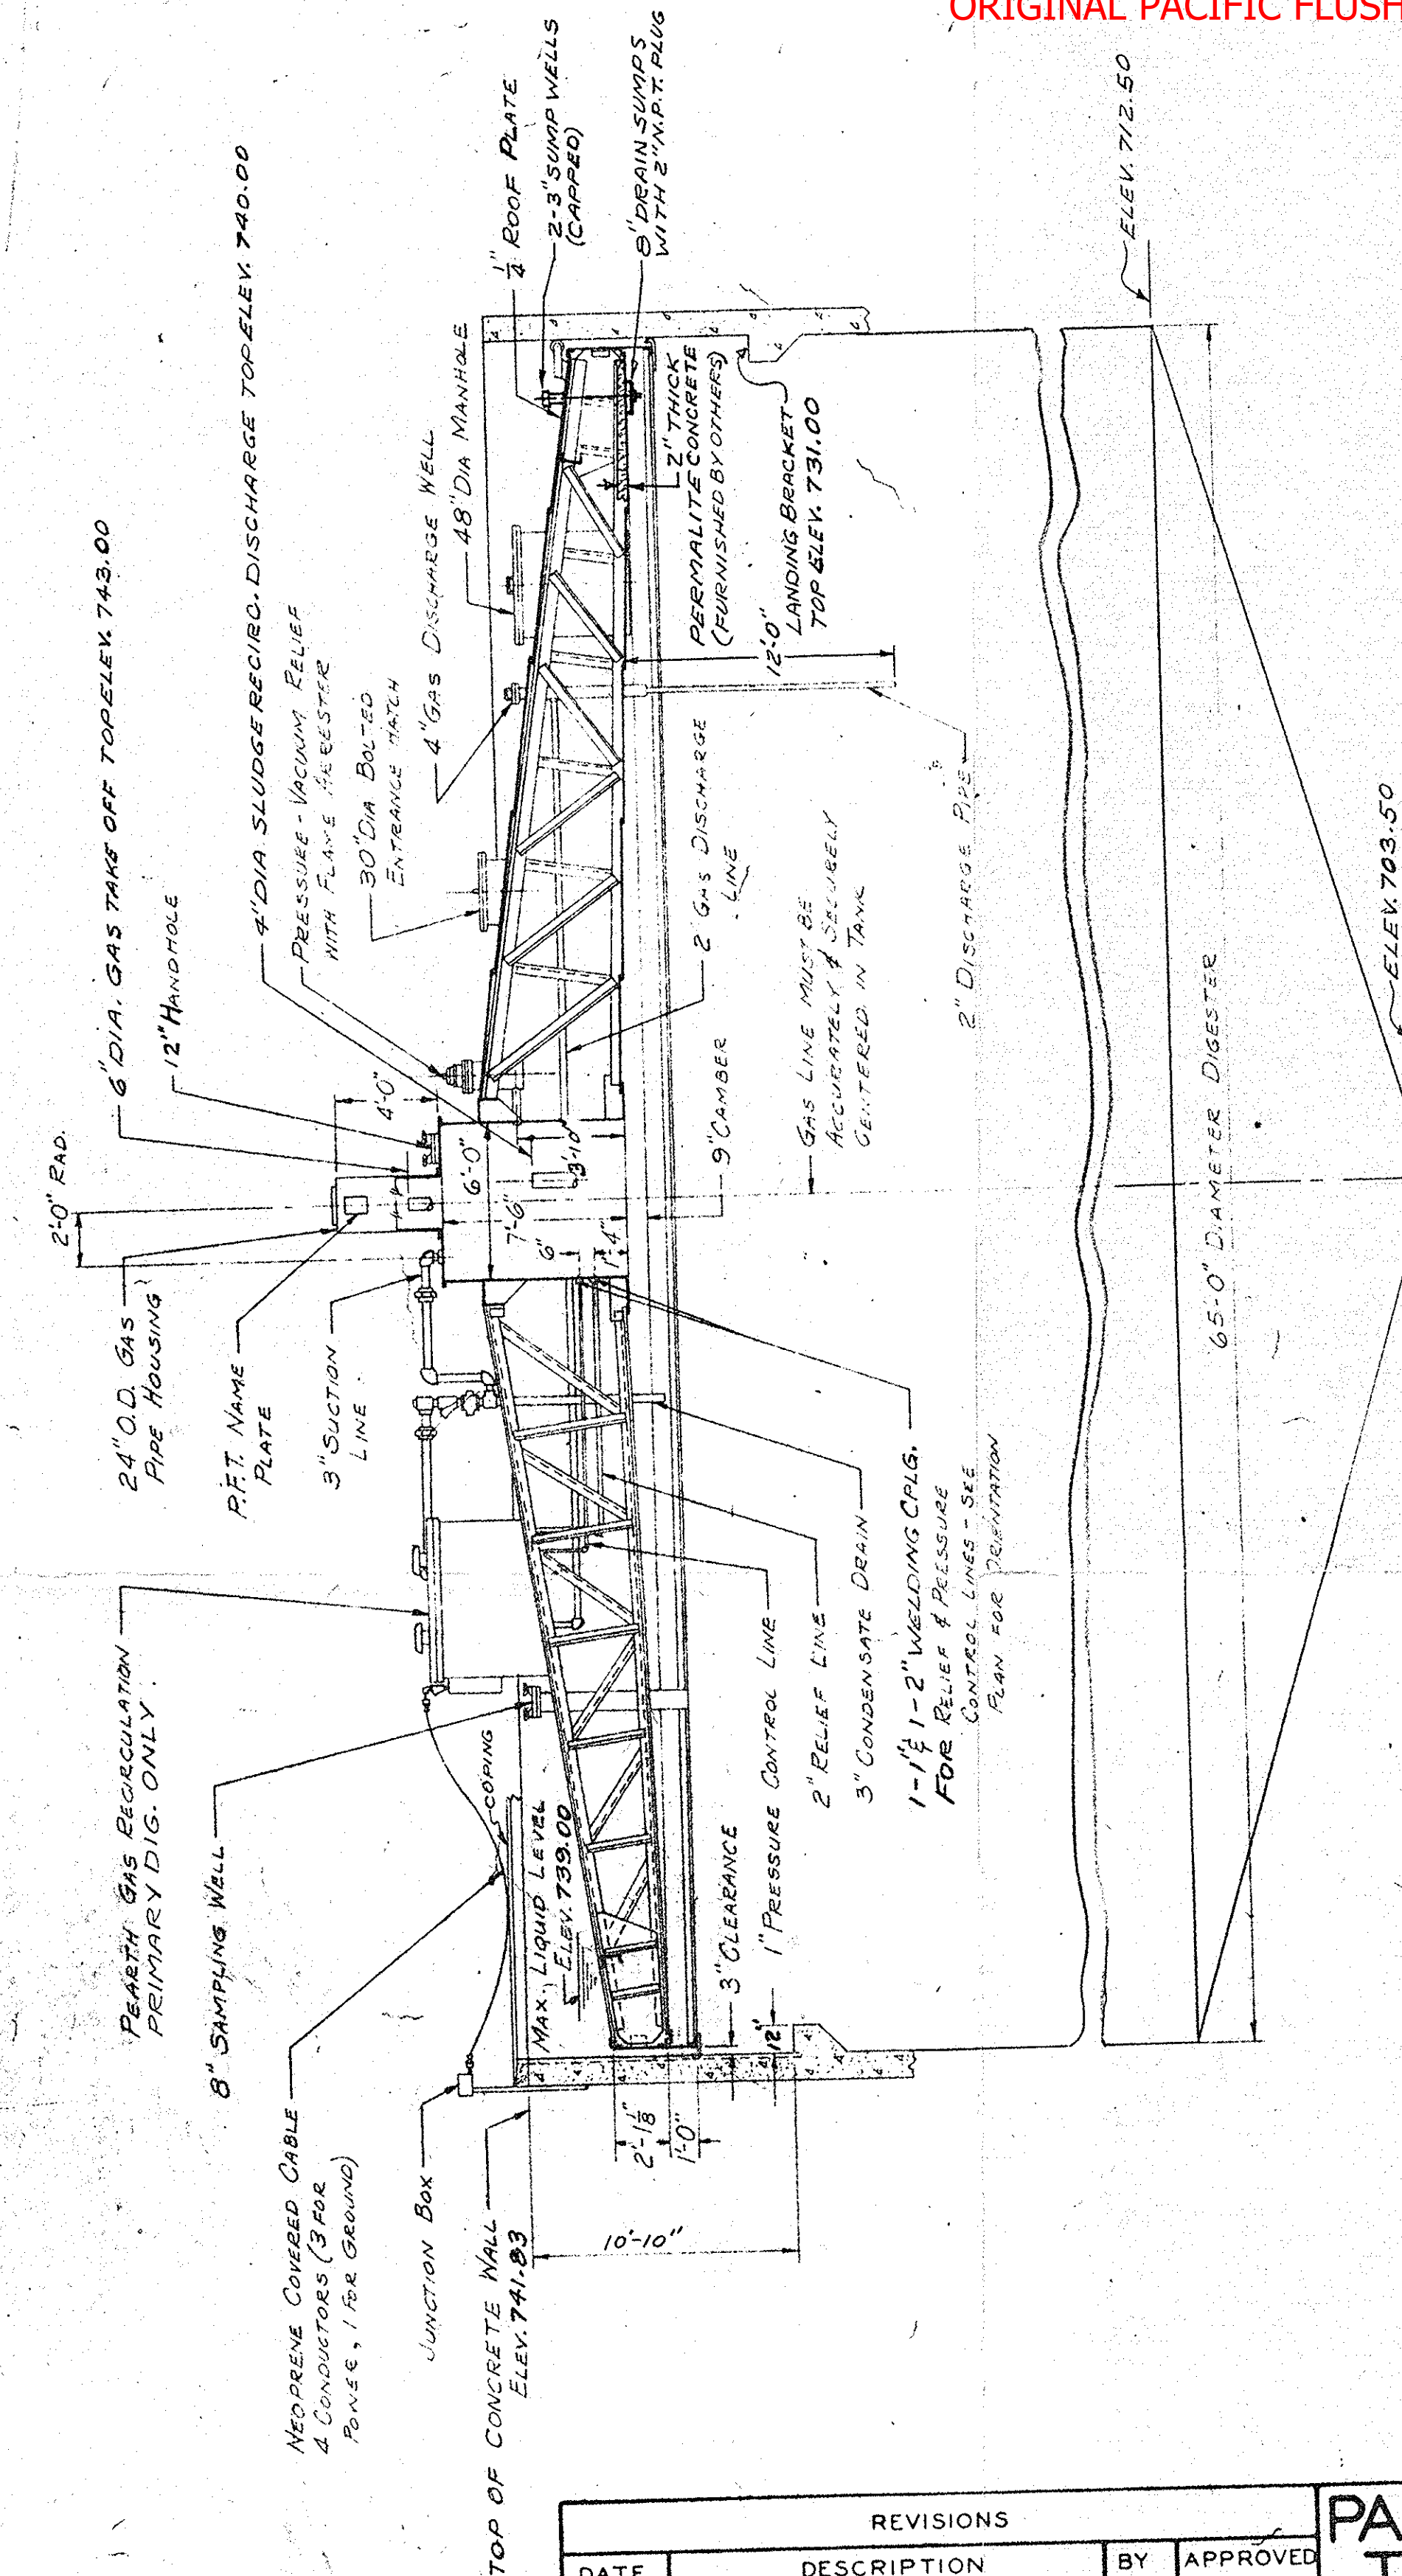 ORIGINAL PACIFIC FLUSH
2'-0" RAD.
6" DIA. GAS TAKE OFF TOP ELEV. 743.00
12" HANDHOLE
4" DIA SLUDGE RECIRC. DISCHARGE TOP ELEV. 740.00
PRESSURE - VACUUM RELIEF
WITH FLAME ARRESTER
30" DIA BOLTED
ENTRANCE HATCH
4" GAS DISCHARGE WELL
48" DIA MANHOLE
1/4" ROOF PLATE
2-3" SUMP WELLS
(CAPPED)
8" DRAIN SUMPS
WITH 2" N.P.T. PLUG
24" O.D. GAS
PIPE HOUSING
P.F.T. NAME
PLATE
3" SUCTION
LINE
4'-0"
6'-0"
7'-6"
3'-10"
6"
1'-4"
PEARTH GAS RECIRCULATION
PRIMARY DIG. ONLY
8" SAMPLING WELL
NEOPRENE COVERED CABLE
4 CONDUCTORS (3 FOR
POWER, 1 FOR GROUND)
JUNCTION BOX
TOP OF CONCRETE WALL
ELEV. 741.83
COPING
MAX. LIQUID LEVEL
ELEV. 739.00
2'-1 1/8"
1'-0"
10'-10"
12"
3" CLEARANCE
1" PRESSURE CONTROL LINE
2" RELIEF LINE
3" CONDENSATE DRAIN
1-1" & 1-2" WELDING CPLG.
FOR RELIEF & PRESSURE
CONTROL LINES - SEE
PLAN FOR ORIENTATION
9" CAMBER
GAS LINE MUST BE
ACCURATELY & SECURELY
CENTERED IN TANK
2" GAS DISCHARGE
LINE
2" DISCHARGE PIPE
12'-0"
2" THICK
PERMALITE CONCRETE
(FURNISHED BY OTHERS)
LANDING BRACKET
TOP ELEV. 731.00
ELEV. 712.50
65'-0" DIAMETER DIGESTER
ELEV. 703.50
REVISIONS
DATE
DESCRIPTION
BY
APPROVED
PA